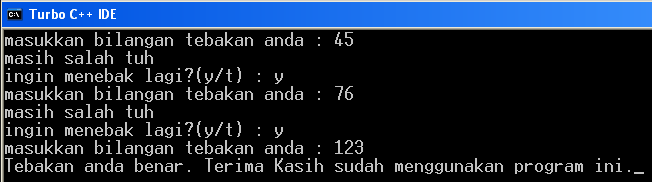 Turbo C++ IDE
masukkan bilangan tebakan anda : 45
masih salah tuh
ingin menebak lagi?(y/t) : y
masukkan bilangan tebakan anda : 76
masih salah tuh
ingin menebak lagi?(y/t) : y
masukkan bilangan tebakan anda : 123
Tebakan anda benar. Terima Kasih sudah menggunakan program ini._